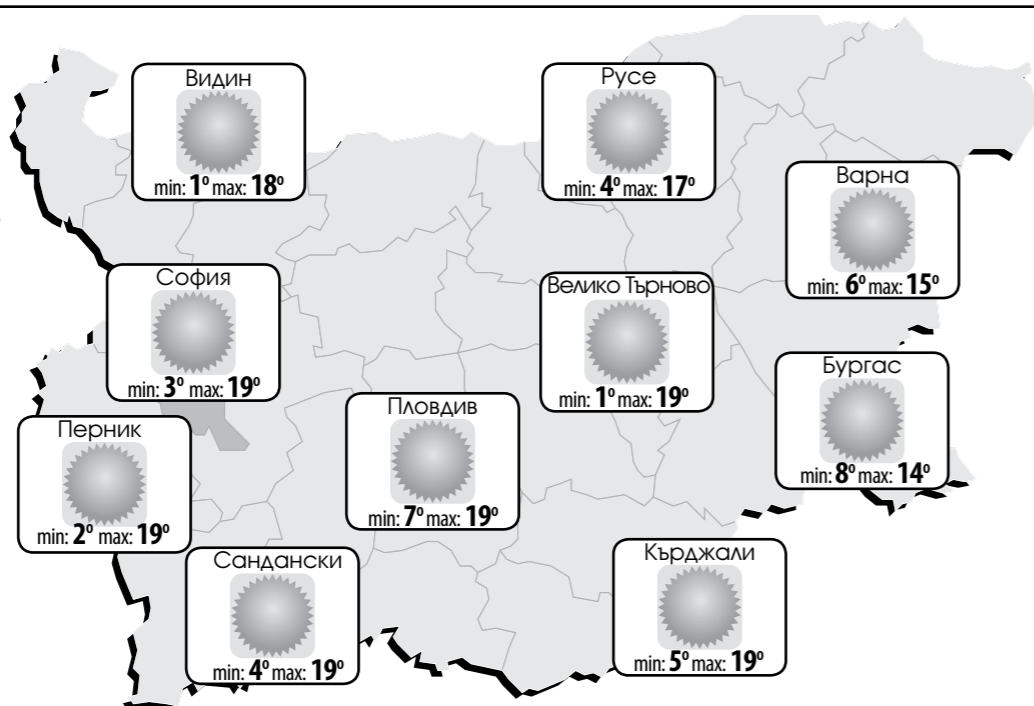 Видин
min: 1º max: 18º
Русе
min: 4º max: 17º
Варна
min: 6º max: 15º
София
min: 3º max: 19º
Велико Търново
min: 1º max: 19º
Бургас
min: 8º max: 14º
Пловдив
min: 7º max: 19º
Перник
min: 2º max: 19º
Сандански
min: 4º max: 19º
Кърджали
min: 5º max: 19º